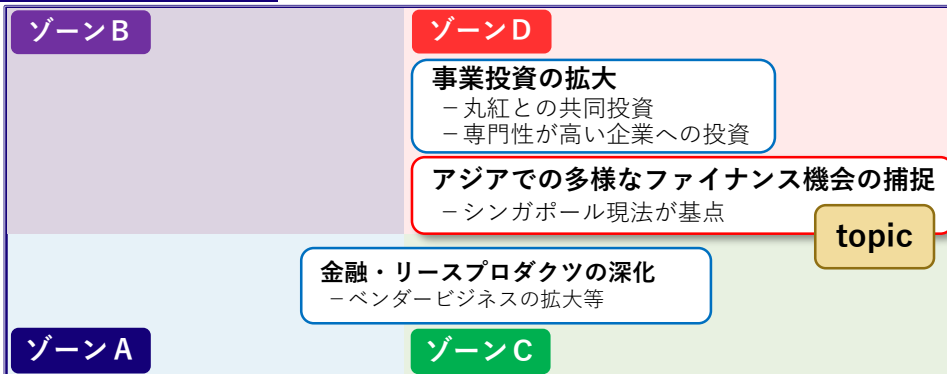 ゾーンB
ゾーンD
事業投資の拡大
－丸紅との共同投資
－専門性が高い企業への投資
アジアでの多様なファイナンス機会の捕捉
－シンガポール現法が基点
topic
金融・リースプロダクツの深化
－ベンダービジネスの拡大等
ゾーンA
ゾーンC